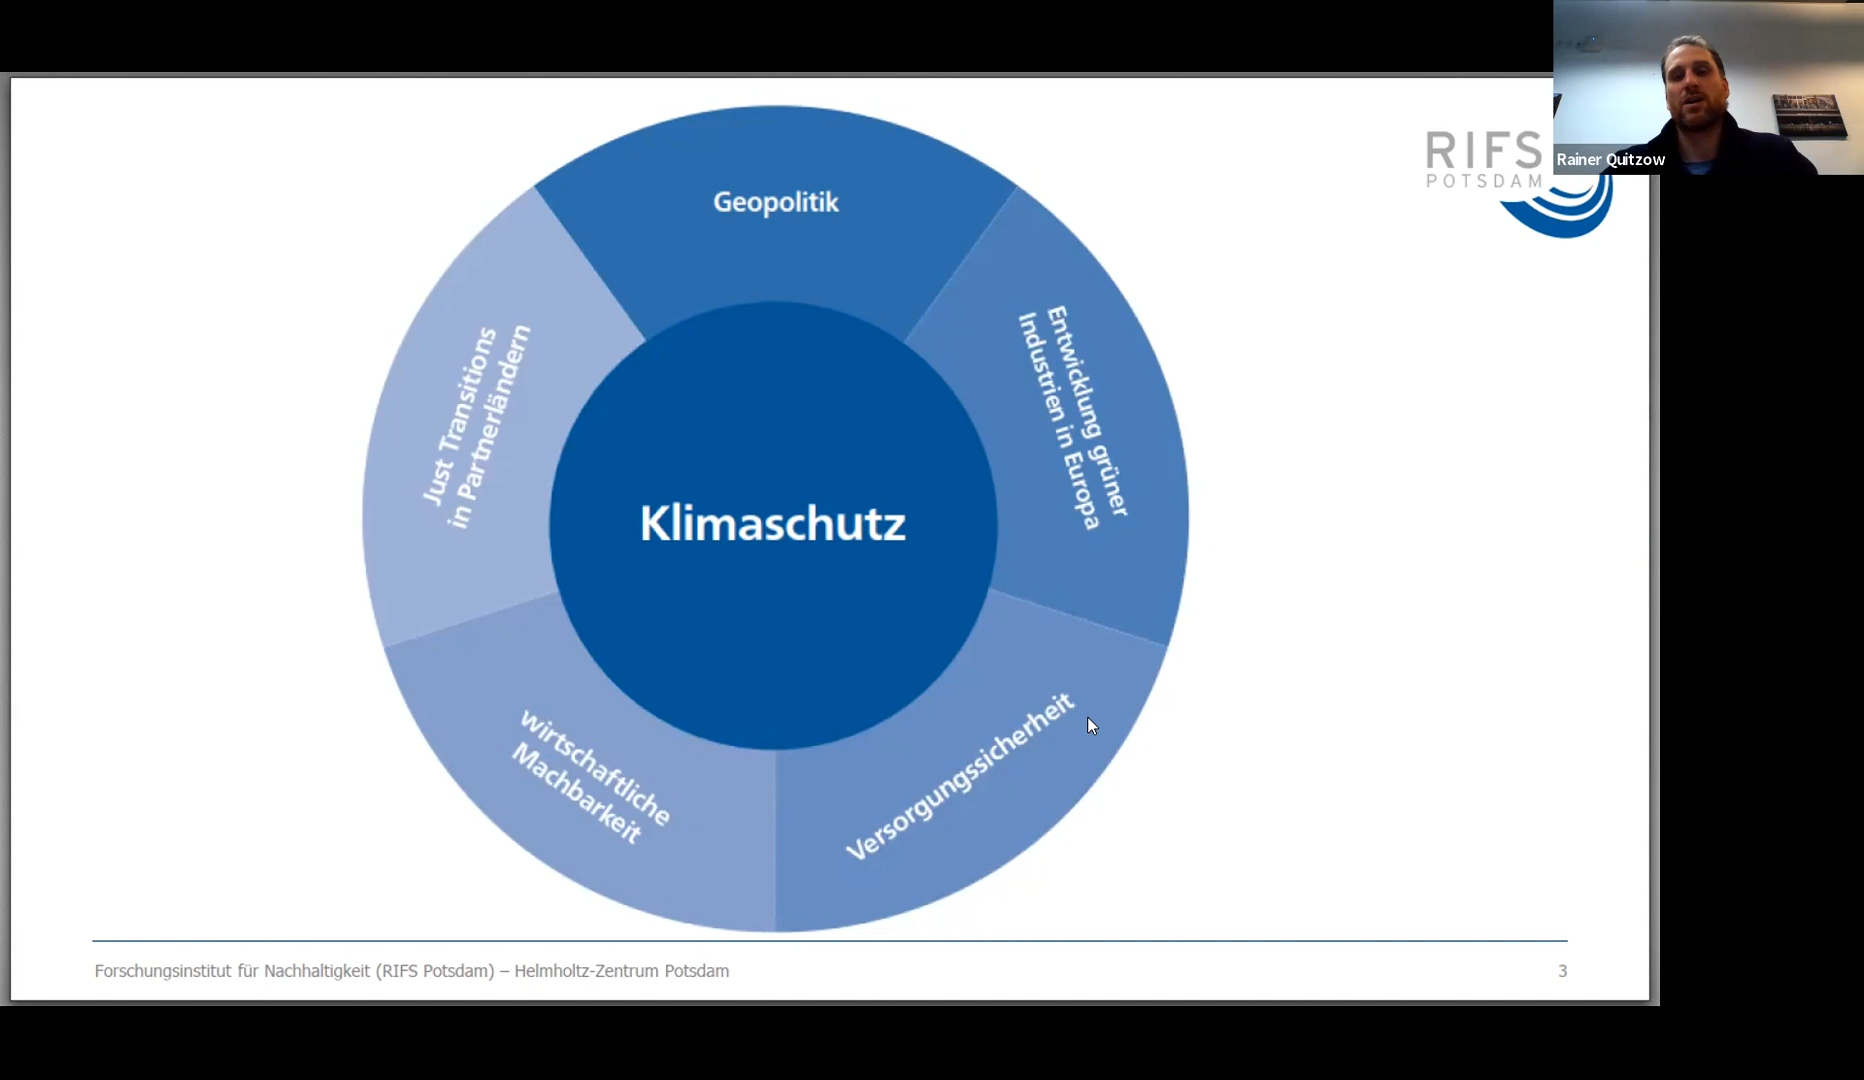 Rainer Quitzow
RIFS
POTSDAM
Geopolitik
Entwicklung grüner
Industrien in Europa
Versorgungssicherheit
wirtschaftliche
Machbarkeit
Just Transitions
in Partnerländern
Klimaschutz
Forschungsinstitut für Nachhaltigkeit (RIFS Potsdam) – Helmholtz-Zentrum Potsdam
3